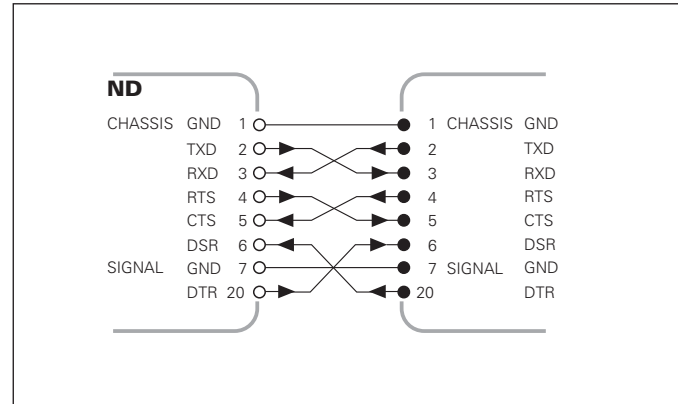 ND
CHASSIS GND 1 1 CHASSIS GND
TXD 2 2 TXD
RXD 3 3 RXD
RTS 4 4 RTS
CTS 5 5 CTS
DSR 6 6 DSR
SIGNAL GND 7 7 SIGNAL GND
DTR 20 20 DTR